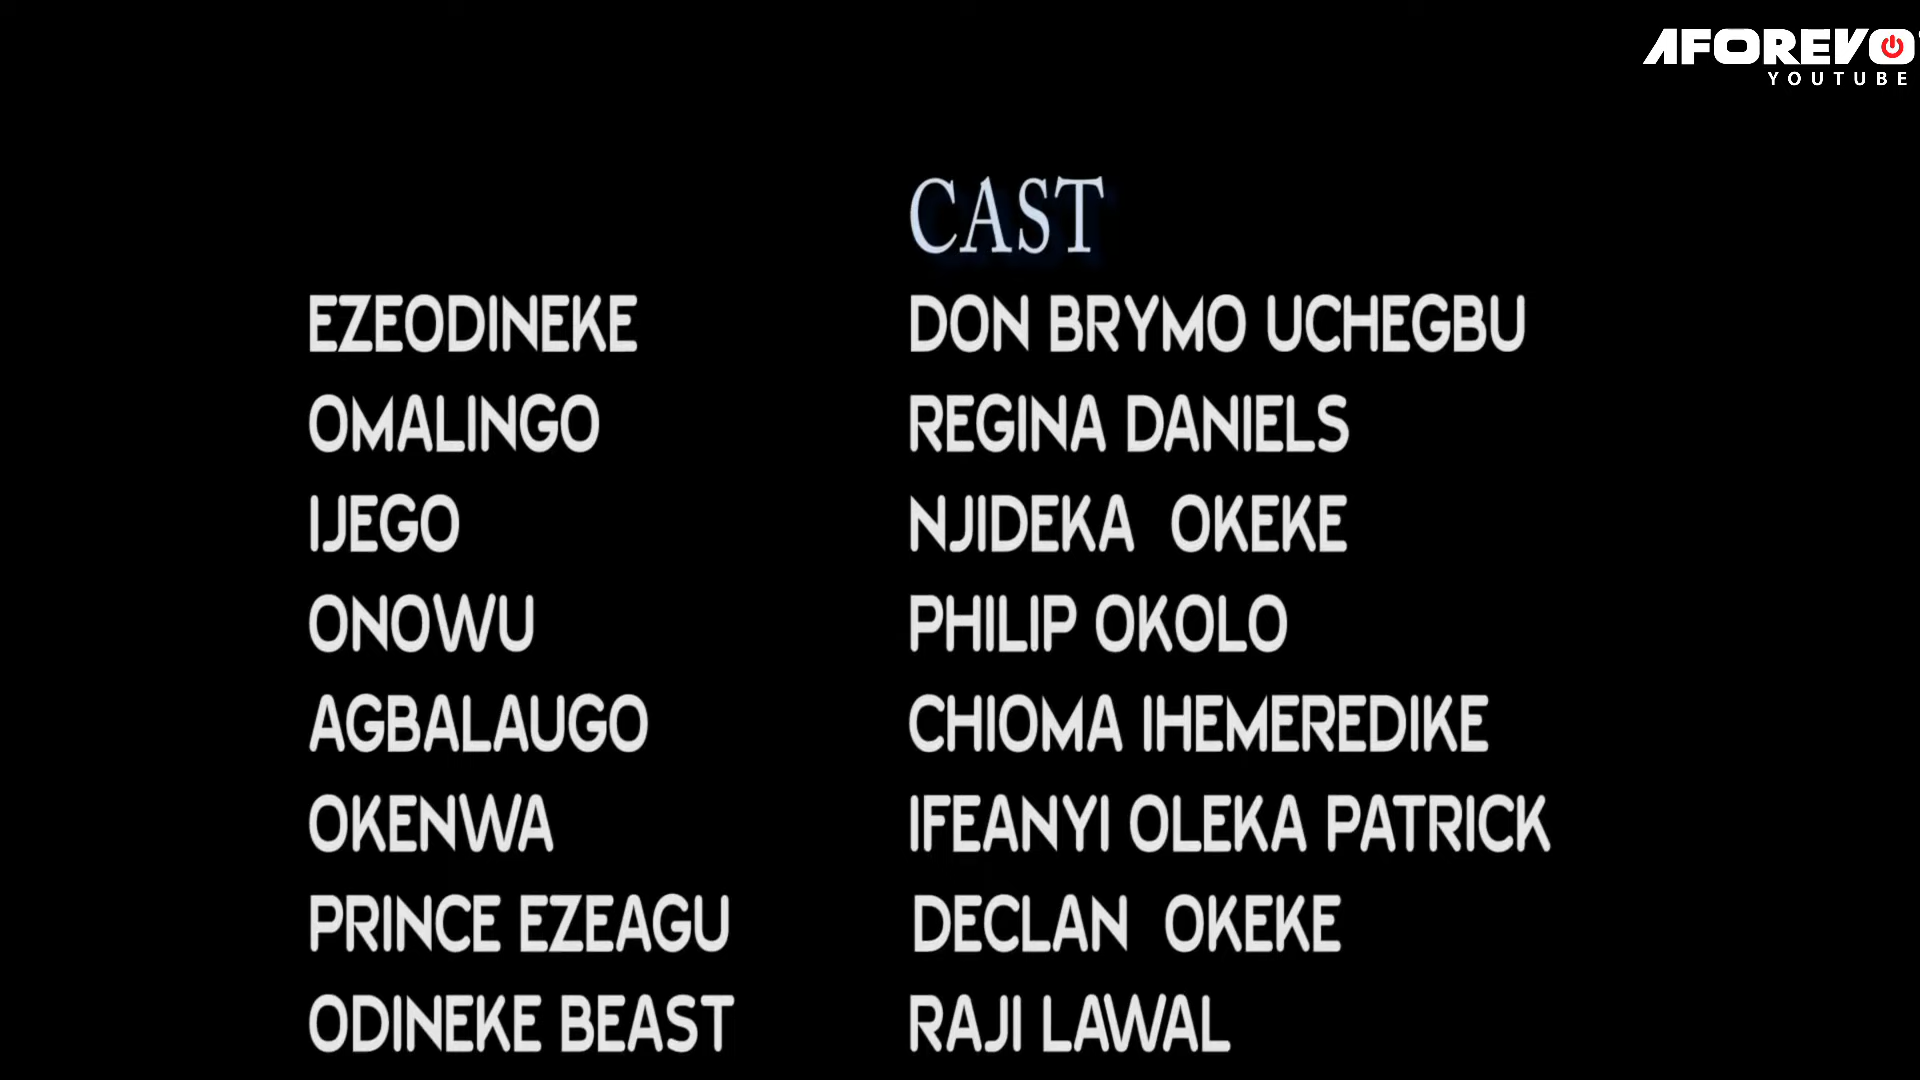 AFOREVO
YOUTUBE
CAST
EZEODINEKE DON BRYMO UCHEGBU
OMALINGO REGINA DANIELS
IJEGO NJIDEKA OKEKE
ONOWU PHILIP OKOLO
AGBALAUGO CHIOMA IHEMEREDIKE
OKENWA IFEANYI OLEKA PATRICK
PRINCE EZEAGU DECLAN OKEKE
ODINEKE BEAST RAJI LAWAL